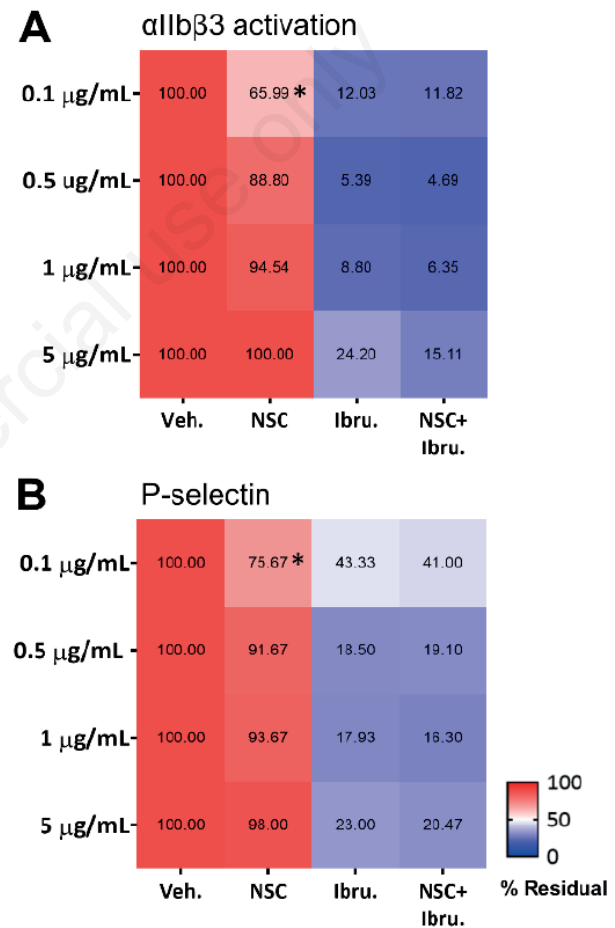 A αIIbβ3 activation
0.1 μg/mL 100.00 65.99 * 12.03 11.82
0.5 ug/mL 100.00 88.80 5.39 4.69
1 μg/mL 100.00 94.54 8.80 6.35
5 μg/mL 100.00 100.00 24.20 15.11
Veh. NSC Ibru. NSC+
Ibru.
B P-selectin
0.1 μg/mL 100.00 75.67 * 43.33 41.00
0.5 μg/mL 100.00 91.67 18.50 19.10
1 μg/mL 100.00 93.67 17.93 16.30
5 μg/mL 100.00 98.00 23.00 20.47
Veh. NSC Ibru. NSC+
Ibru.
100
50
0
% Residual
use only